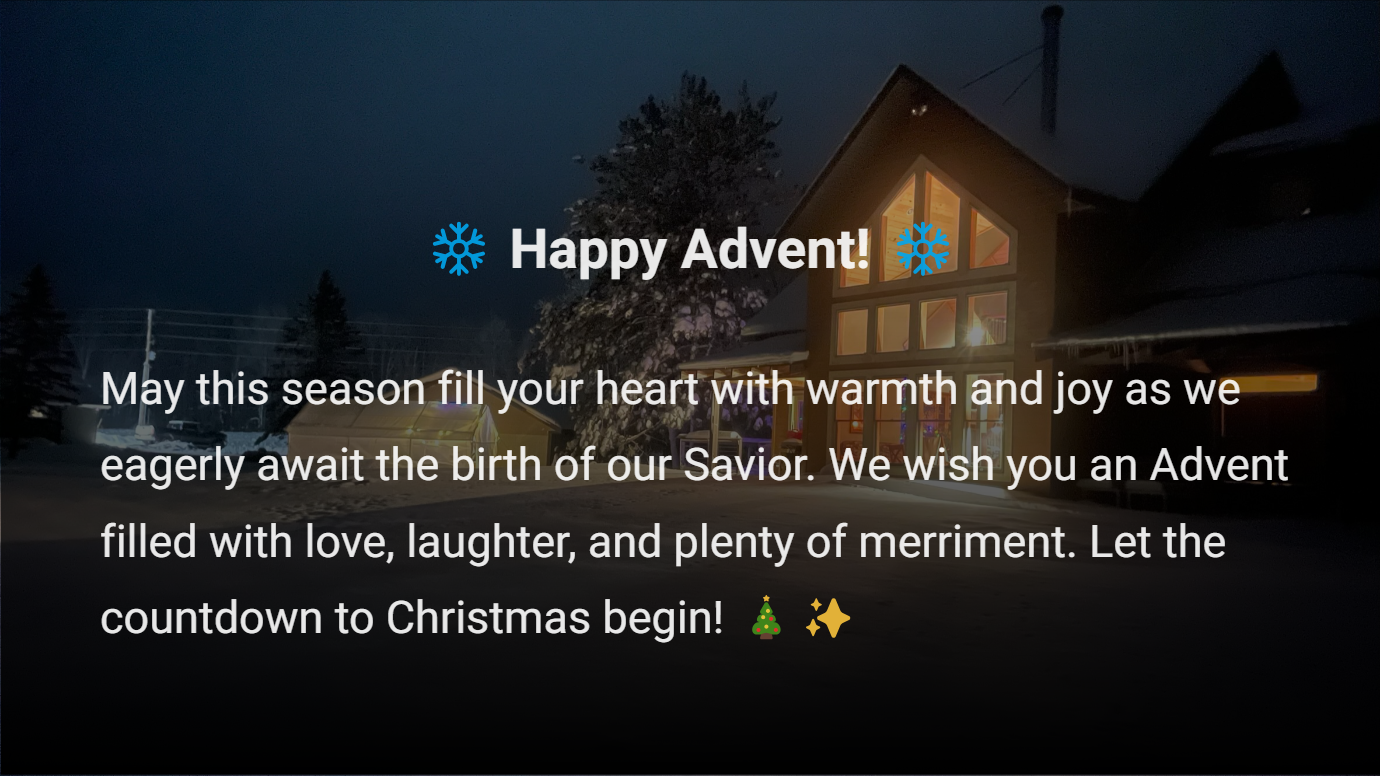 ❄ Happy Advent! ❄
May this season fill your heart with warmth and joy as we
eagerly await the birth of our Savior. We wish you an Advent
filled with love, laughter, and plenty of merriment. Let the
countdown to Christmas begin! 🎄 ✨